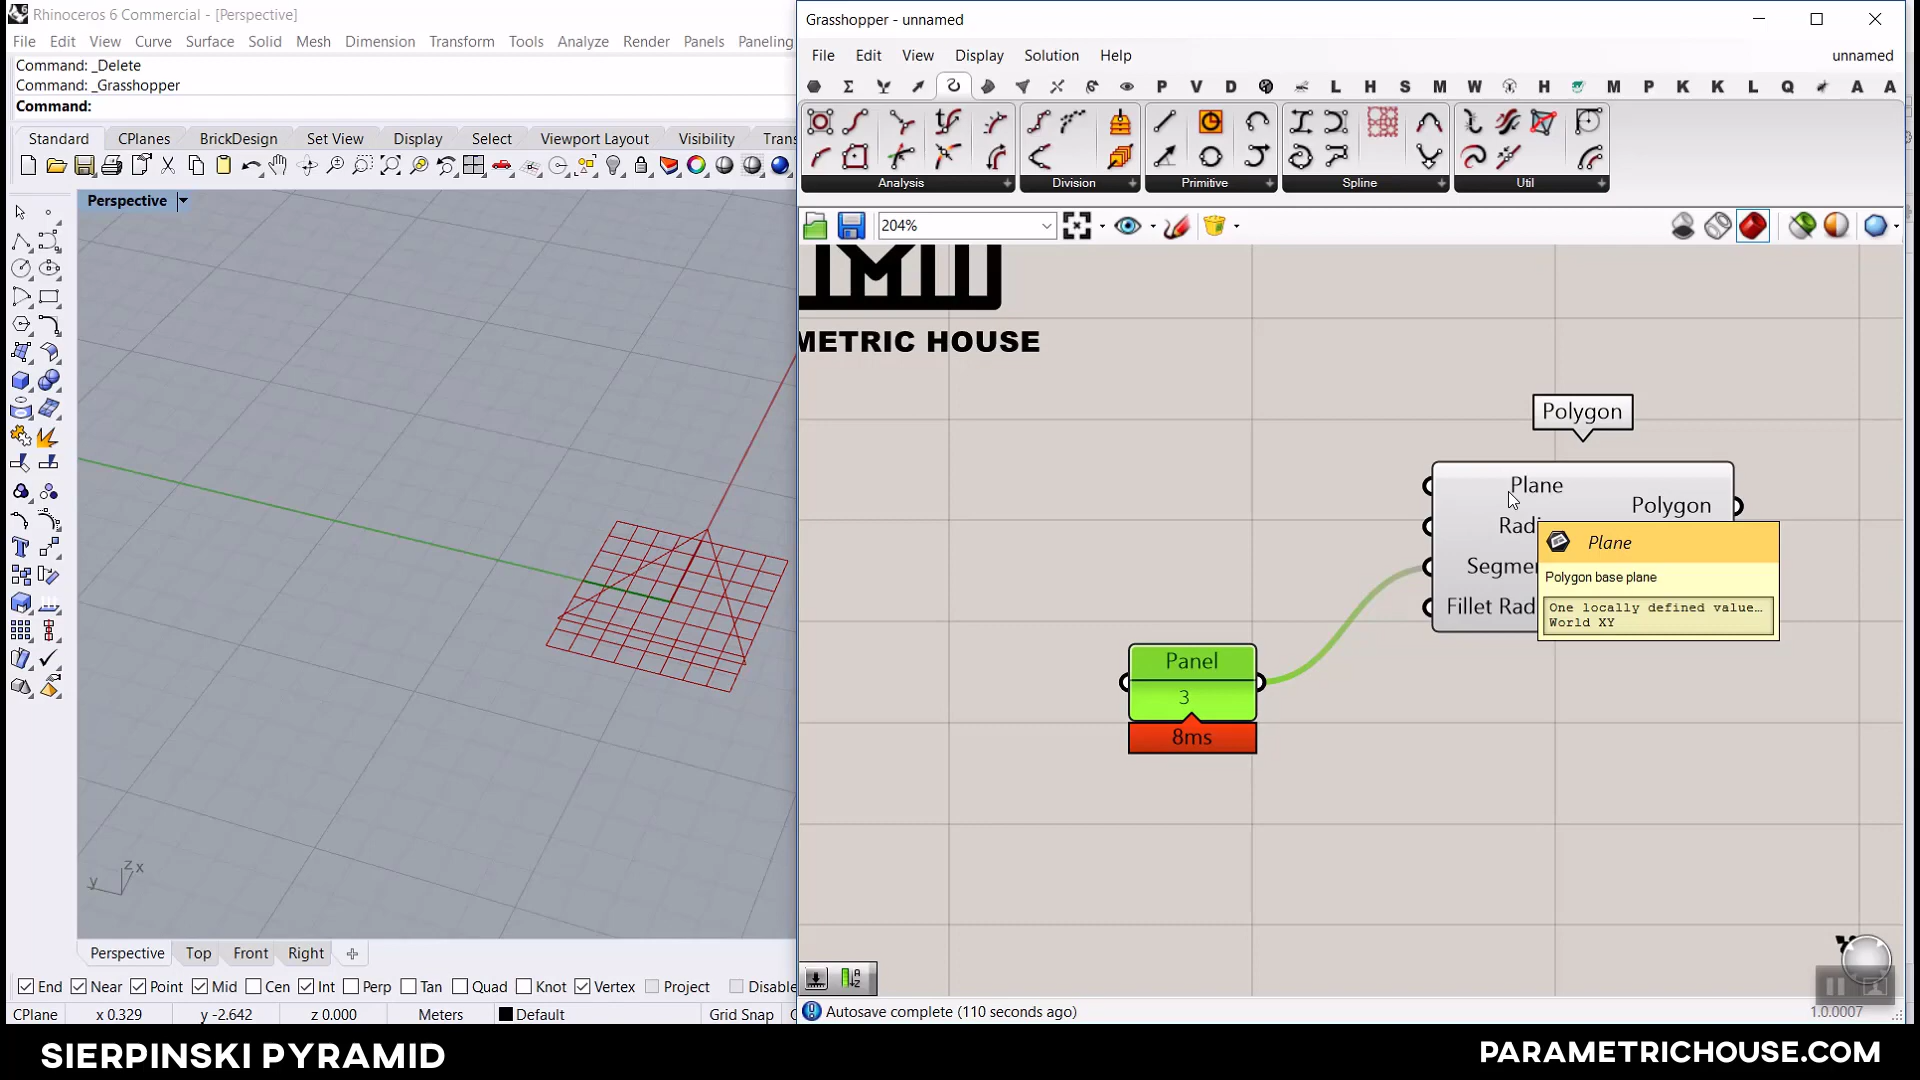 Rhinoceros 6 Commercial - [Perspective]
File Edit View Curve Surface Solid Mesh Dimension Transform Tools Analyze Render Panels Paneling
Command: _Delete
Command: _Grasshopper
Command:
Standard CPlanes BrickDesign Set View Display Select Viewport Layout Visibility Trans
Perspective
z x
y
Perspective Top Front Right
End Near Point Mid Cen Int Perp Tan Quad Knot Vertex Project Disable
CPlane x 0.329 y -2.642 z 0.000 Meters Default Grid Snap
Grasshopper - unnamed
File Edit View Display Solution Help unnamed
P V D L H S M W H M P K K L Q A A
Analysis Division Primitive Spline Util
204%
METRIC HOUSE
Polygon
Plane
Polygon
Radi
Segmen
Fillet Rad
Plane
Polygon base plane
One locally defined value...
World XY
Panel
3
8ms
Autosave complete (110 seconds ago)
1.0.0007
SIERPINSKI PYRAMID
PARAMETRICHOUSE.COM